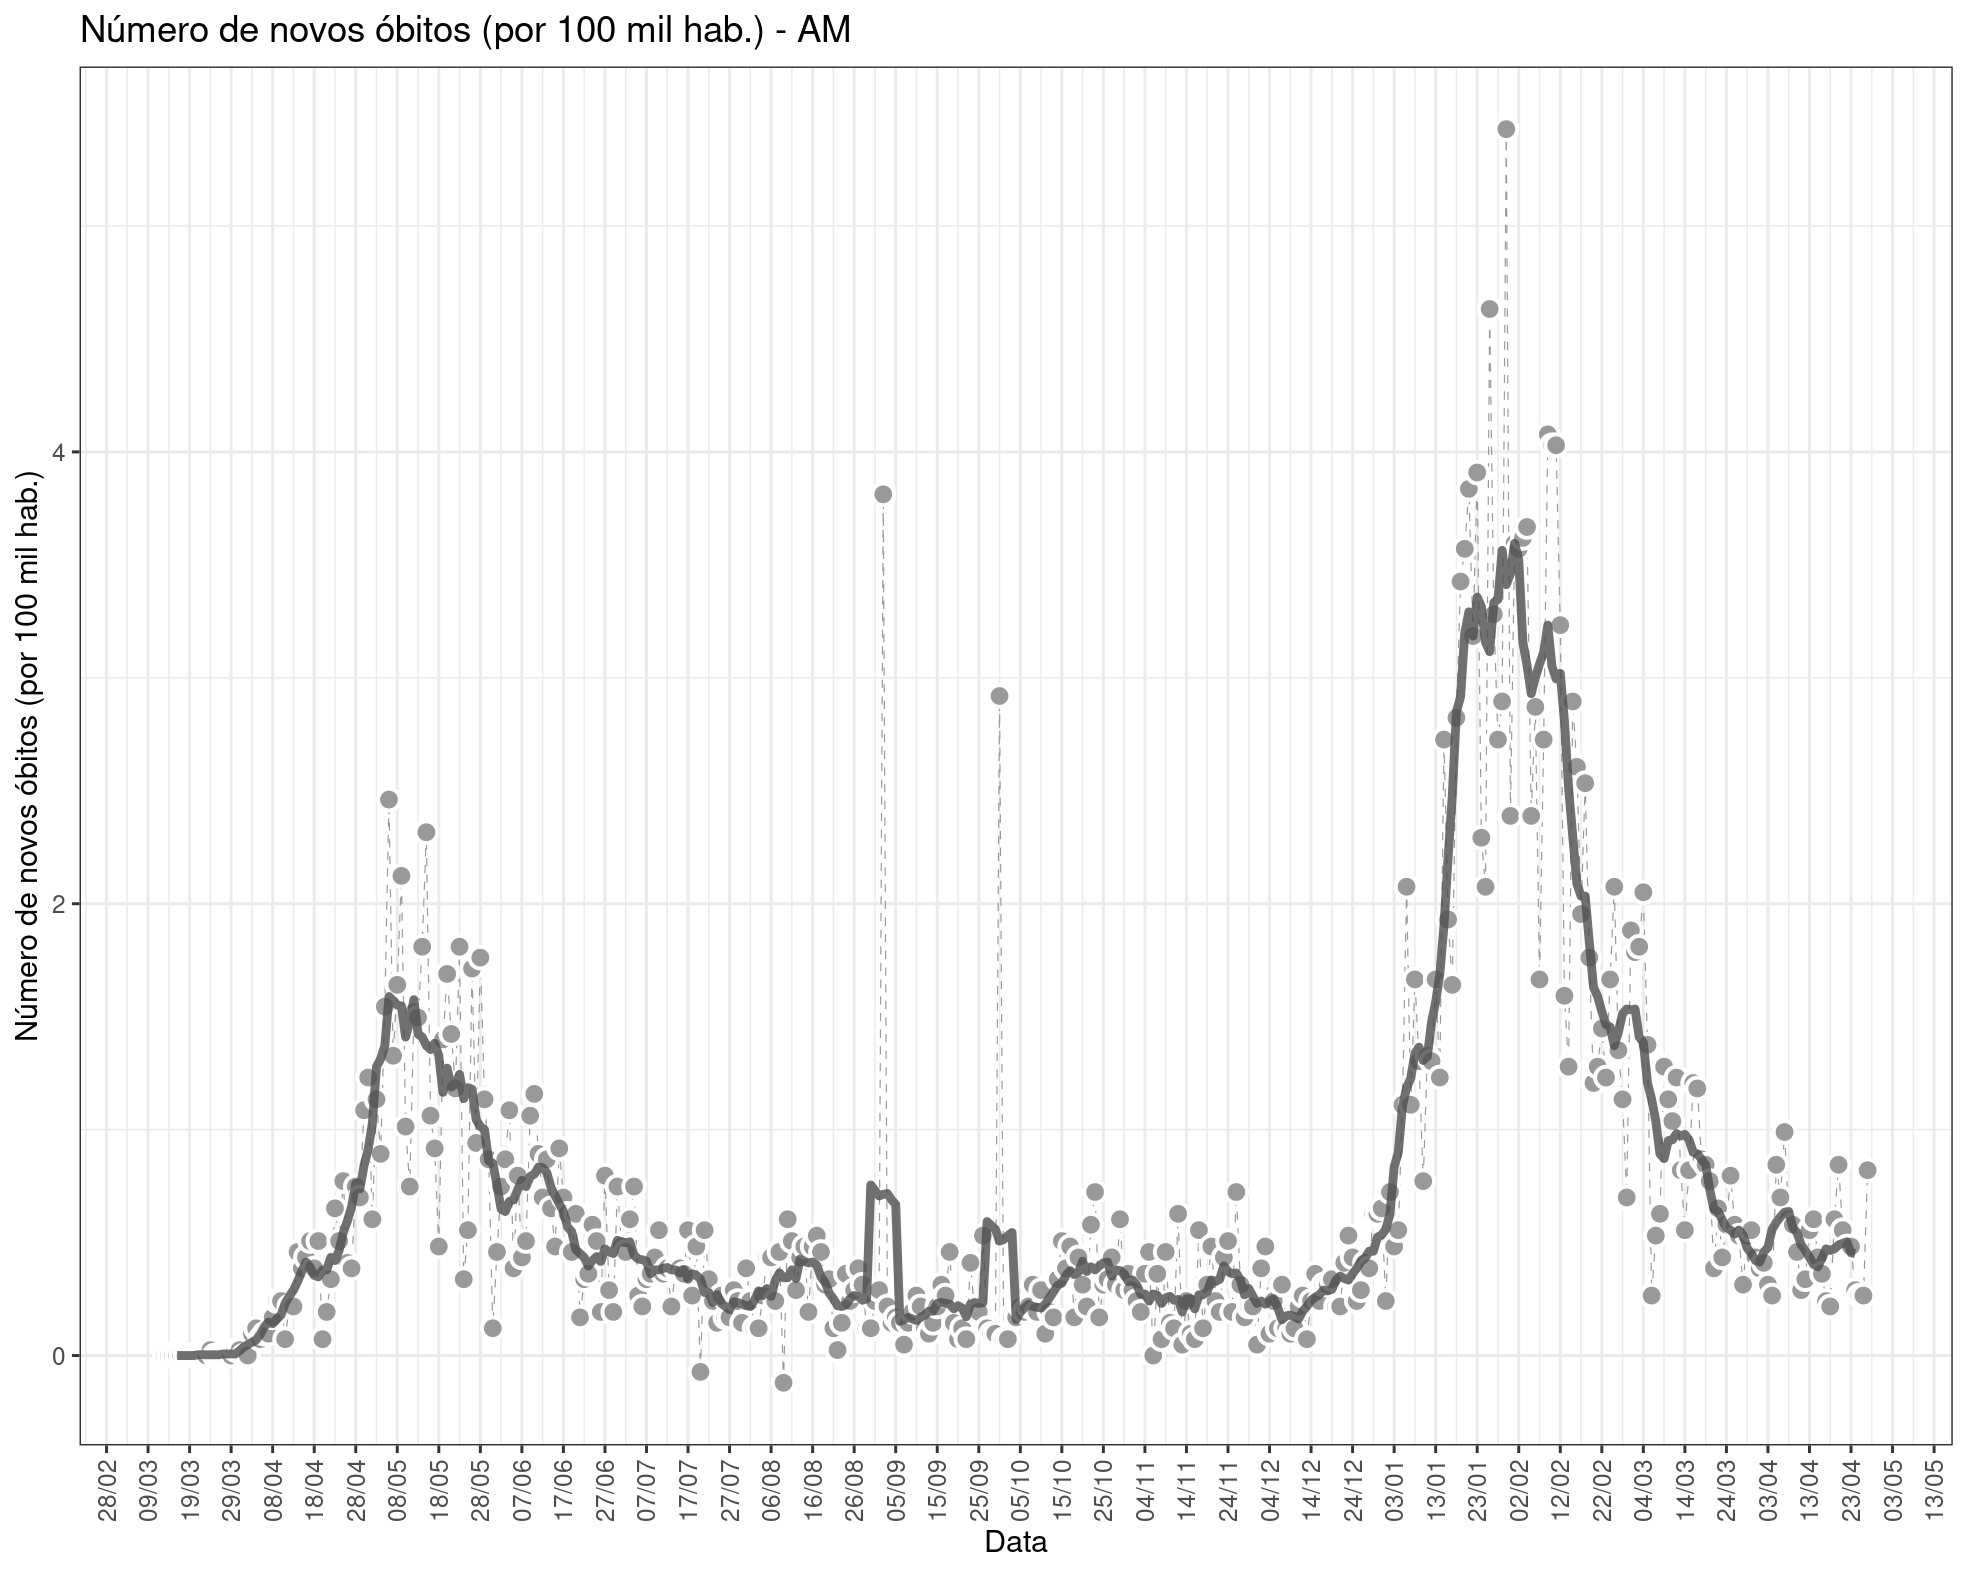 Número de novos óbitos (por 100 mil hab.) - AM
Número de novos óbitos (por 100 mil hab.)
4
2
0
28/02 09/03 19/03 29/03 08/04 18/04 28/04 08/05 18/05 28/05 07/06 17/06 27/06 07/07 17/07 27/07 06/08 16/08 26/08 05/09 15/09 25/09 05/10 15/10 25/10 04/11 14/11 24/11 04/12 14/12 24/12 03/01 13/01 23/01 02/02 12/02 22/02 04/03 14/03 24/03 03/04 13/04 23/04 03/05 13/05
Data